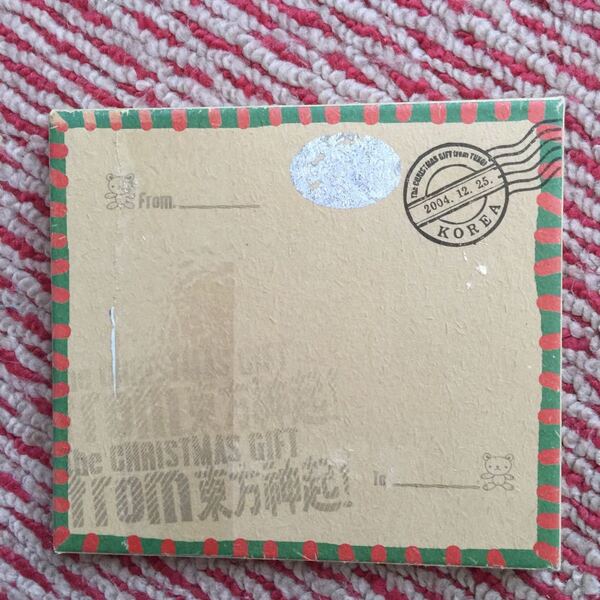 The CHRISTMAS GIFT from TVXQ!
2004. 12. 25.
KOREA
From.
The CHRISTMAS GIFT
from 東方神起!
The CHRISTMAS GIFT
from 東方神起!
To